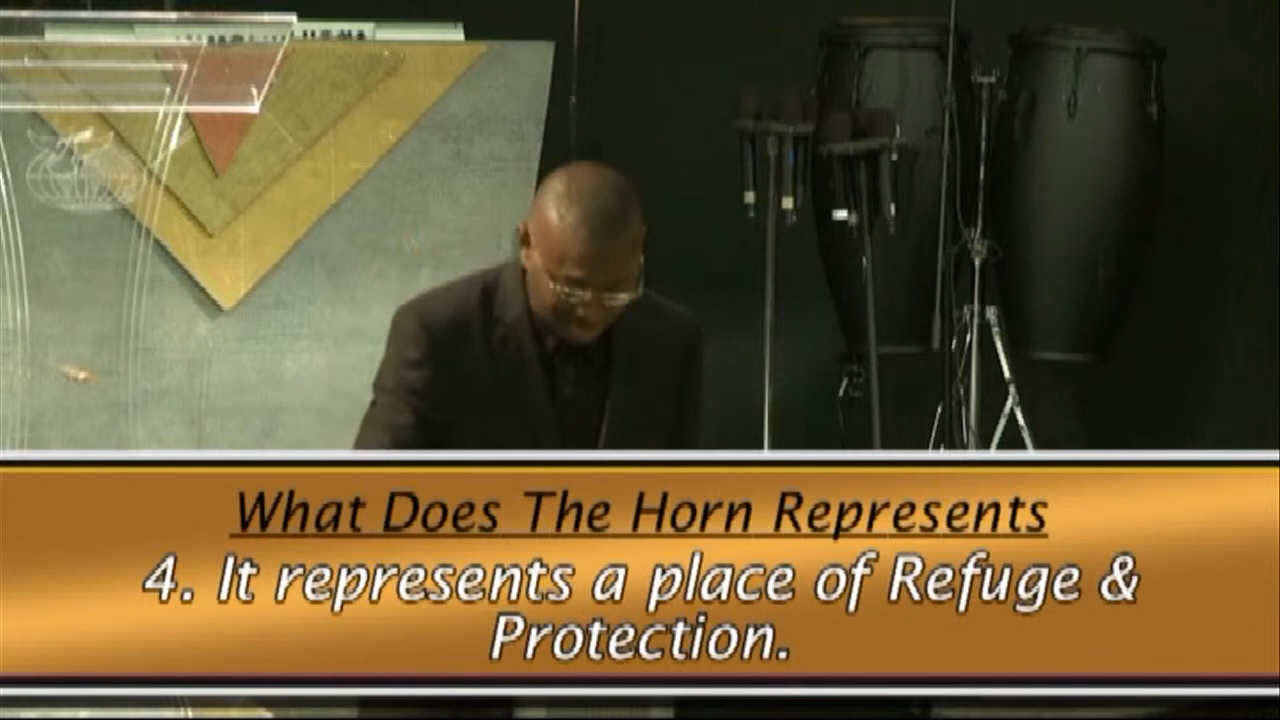 What Does The Horn Represents
4. It represents a place of Refuge &
Protection.